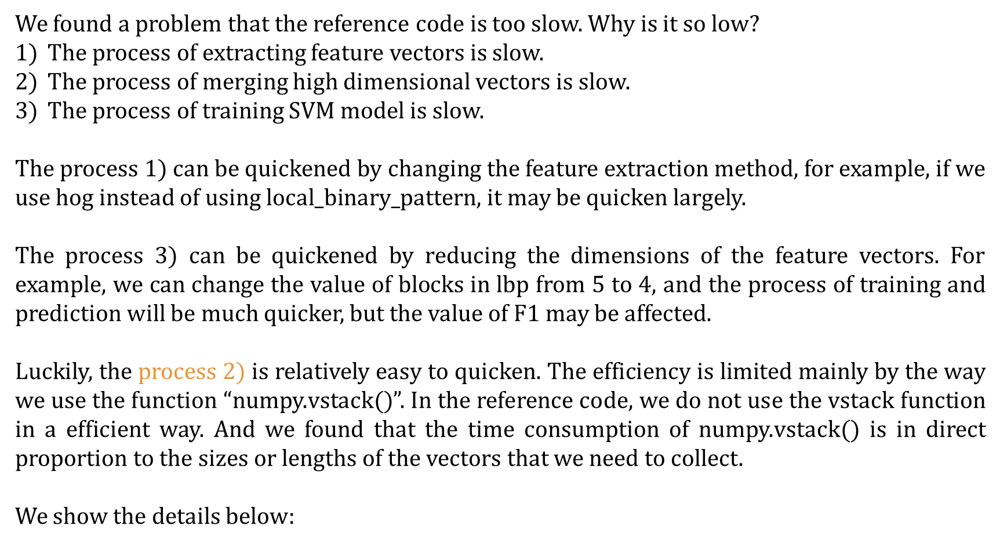 We found a problem that the reference code is too slow. Why is it so low?
1) The process of extracting feature vectors is slow.
2) The process of merging high dimensional vectors is slow.
3) The process of training SVM model is slow.
The process 1) can be quickened by changing the feature extraction method, for example, if we
use hog instead of using local_binary_pattern, it may be quicken largely.
The process 3) can be quickened by reducing the dimensions of the feature vectors. For
example, we can change the value of blocks in lbp from 5 to 4, and the process of training and
prediction will be much quicker, but the value of F1 may be affected.
Luckily, the process 2) is relatively easy to quicken. The efficiency is limited mainly by the way
we use the function “numpy.vstack()”. In the reference code, we do not use the vstack function
in a efficient way. And we found that the time consumption of numpy.vstack() is in direct
proportion to the sizes or lengths of the vectors that we need to collect.
We show the details below: